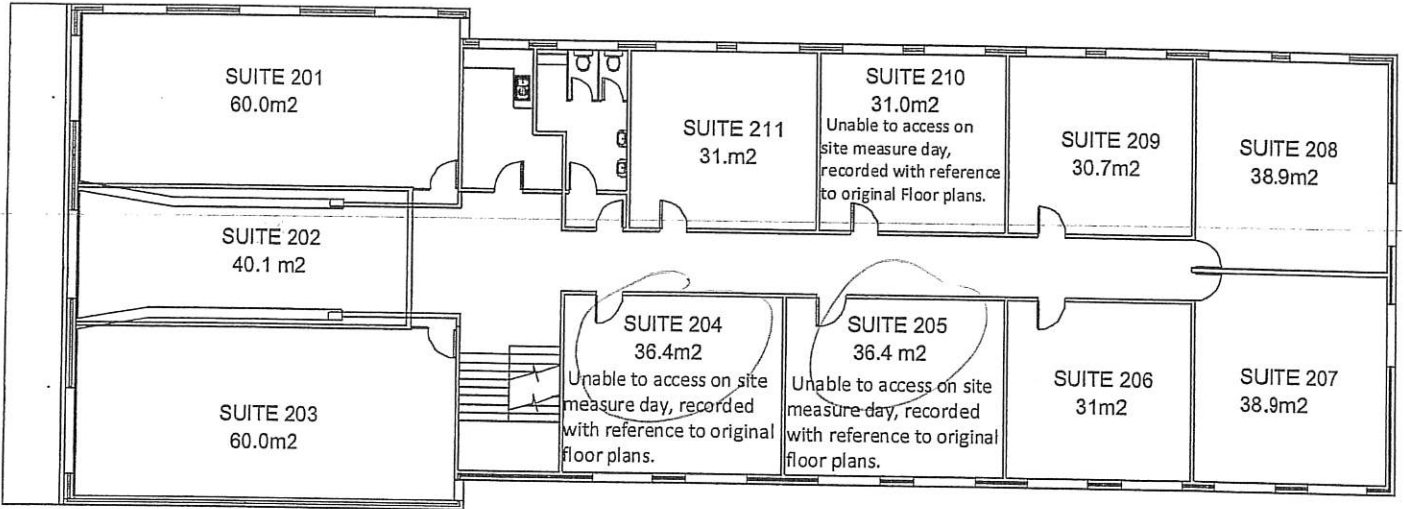 SUITE 201
60.0m2
SUITE 202
40.1 m2
SUITE 203
60.0m2
SUITE 211
31.m2
SUITE 210
31.0m2
Unable to access on
site measure day,
recorded with reference
to original Floor plans.
SUITE 209
30.7m2
SUITE 208
38.9m2
SUITE 204
36.4m2
Unable to access on site
measure day, recorded
with reference to original
floor plans.
SUITE 205
36.4 m2
Unable to access on site
measure day, recorded
with reference to original
floor plans.
SUITE 206
31m2
SUITE 207
38.9m2